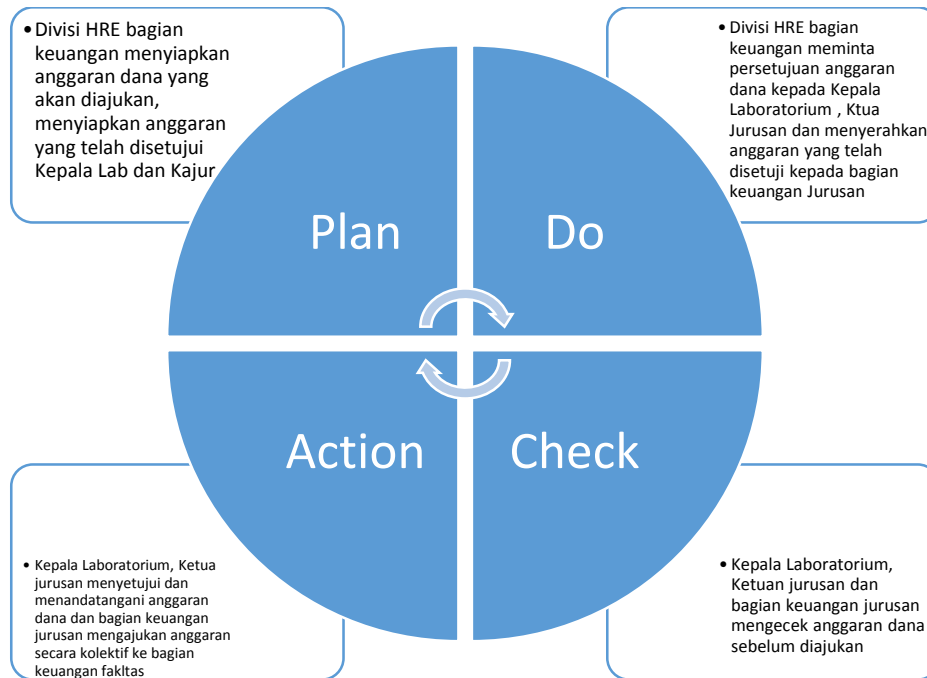 • Divisi HRE bagian
keuangan menyiapkan
anggaran dana yang
akan diajukan,
menyiapkan anggaran
yang telah disetujui
Kepala Lab dan Kajur
• Divisi HRE bagian
keuangan meminta
persetujuan anggaran
dana kepada Kepala
Laboratorium , Ktua
Jurusan dan menyerahkan
anggaran yang telah
disetuji kepada bagian
keuangan Jurusan
Plan
Do
Action
Check
• Kepala Laboratorium, Ketua
jurusan menyetujui dan
menandatangani anggaran
dana dan bagian keuangan
jurusan mengajukan anggaran
secara kolektif ke bagian
keuangan fakltas
• Kepala Laboratorium,
Ketuan jurusan dan
bagian keuangan jurusan
mengecek anggaran dana
sebelum diajukan